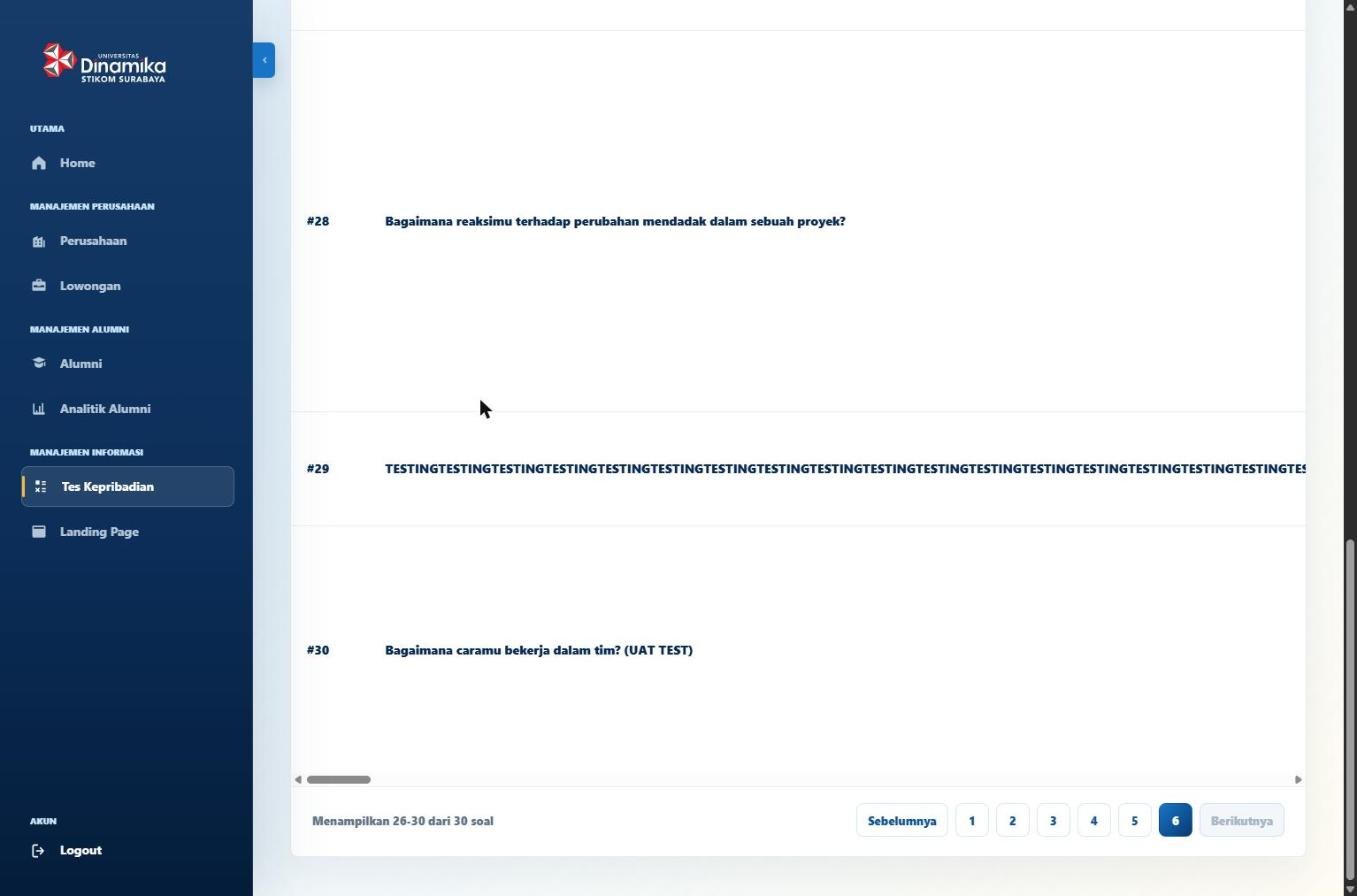 UNIVERSITAS
Dinamika
STIKOM SURABAYA
UTAMA
Home
MANAJEMEN PERUSAHAAN
Perusahaan
Lowongan
MANAJEMEN ALUMNI
Alumni
Analitik Alumni
MANAJEMEN INFORMASI
Tes Kepribadian
Landing Page
AKUN
Logout
#28 Bagaimana reaksimu terhadap perubahan mendadak dalam sebuah proyek?
#29 TESTINGTESTINGTESTINGTESTINGTESTINGTESTINGTESTINGTESTINGTESTINGTESTINGTESTINGTESTINGTESTINGTESTINGTESTINGTESTINGTESTINGTES
#30 Bagaimana caramu bekerja dalam tim? (UAT TEST)
Menampilkan 26-30 dari 30 soal
Sebelumnya 1 2 3 4 5 6 Berikutnya